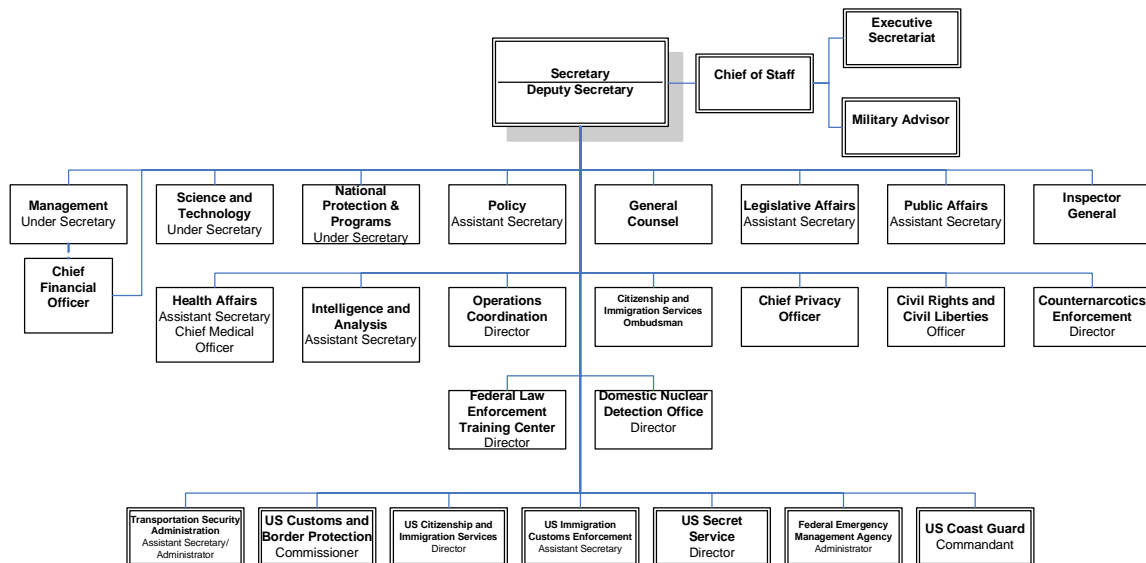 Executive
Secretariat
Secretary
Deputy Secretary
Chief of Staff
Military Advisor
Management
Under Secretary
Science and
Technology
Under Secretary
National
Protection &
Programs
Under Secretary
Policy
Assistant Secretary
General
Counsel
Legislative Affairs
Assistant Secretary
Public Affairs
Assistant Secretary
Inspector
General
Chief
Financial
Officer
Health Affairs
Assistant Secretary
Chief Medical
Officer
Intelligence and
Analysis
Assistant Secretary
Operations
Coordination
Director
Citizenship and
Immigration Services
Ombudsman
Chief Privacy
Officer
Civil Rights and
Civil Liberties
Officer
Counternarcotics
Enforcement
Director
Federal Law
Enforcement
Training Center
Director
Domestic Nuclear
Detection Office
Director
Transportation Security
Administration
Assistant Secretary/
Administrator
US Customs and
Border Protection
Commissioner
US Citizenship and
Immigration Services
Director
US Immigration
Customs Enforcement
Assistant Secretary
US Secret
Service
Director
Federal Emergency
Management Agency
Administrator
US Coast Guard
Commandant